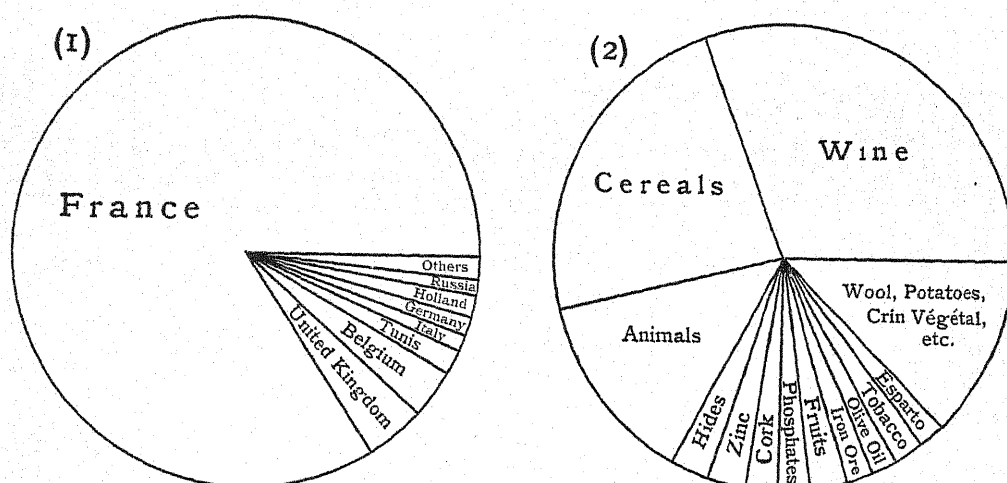 (1)
France
Others
Russia
Holland
Germany
Italy
Tunis
Belgium
United Kingdom
(2)
Wine
Cereals
Animals
Hides
Zinc
Cork
Phosphates
Fruits
Iron Ore
Olive Oil
Tobacco
Esparto
Wool, Potatoes,
Crin Végétal,
etc.